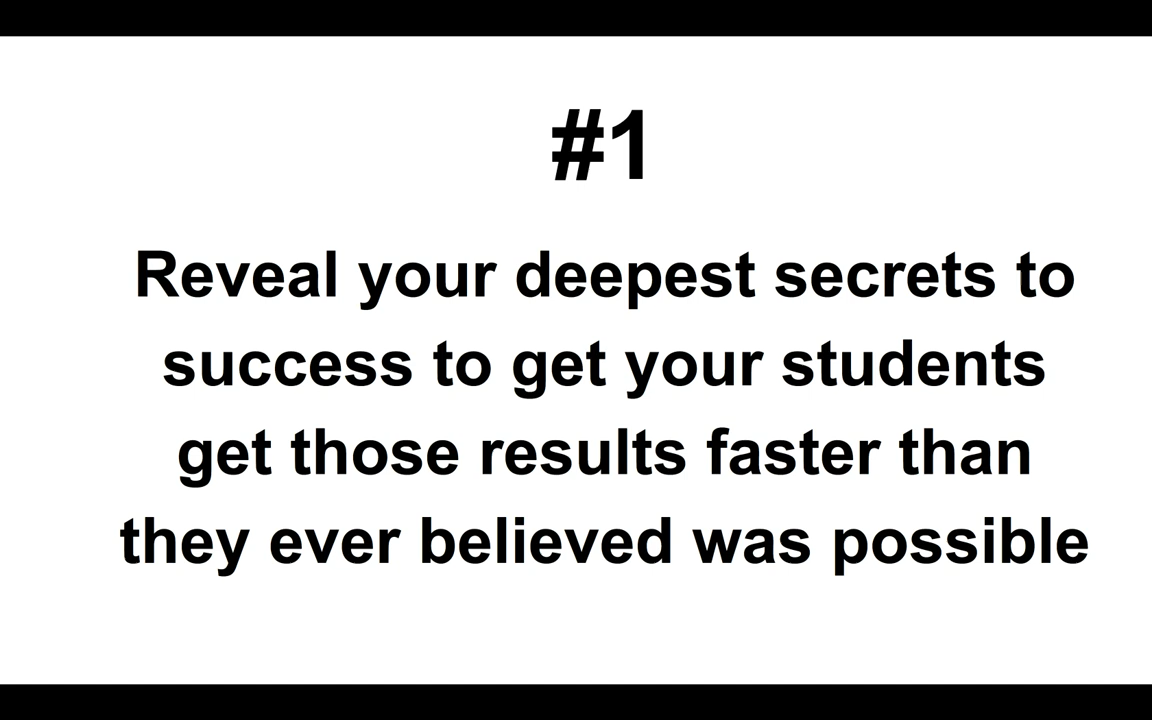 #1
Reveal your deepest secrets to
success to get your students
get those results faster than
they ever believed was possible